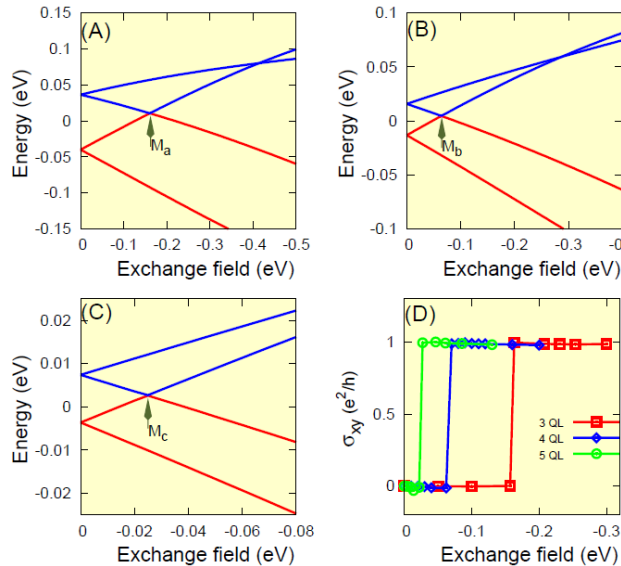 (A)
Energy (eV)
0.15
0.1
0.05
0
-0.05
-0.1
-0.15
Ma
0 -0.1 -0.2 -0.3 -0.4 -0.5
Exchange field (eV)
(B)
Energy (eV)
0.1
0.05
0
-0.05
-0.1
Mb
0 -0.1 -0.2 -0.3 -0.4
Exchange field (eV)
(C)
Energy (eV)
0.02
0.01
0
-0.01
-0.02
Mc
0 -0.02 -0.04 -0.06 -0.08
Exchange field (eV)
(D)
σxy (e²/h)
1
0.5
0
3 QL
4 QL
5 QL
0 -0.1 -0.2 -0.3
Exchange field (eV)